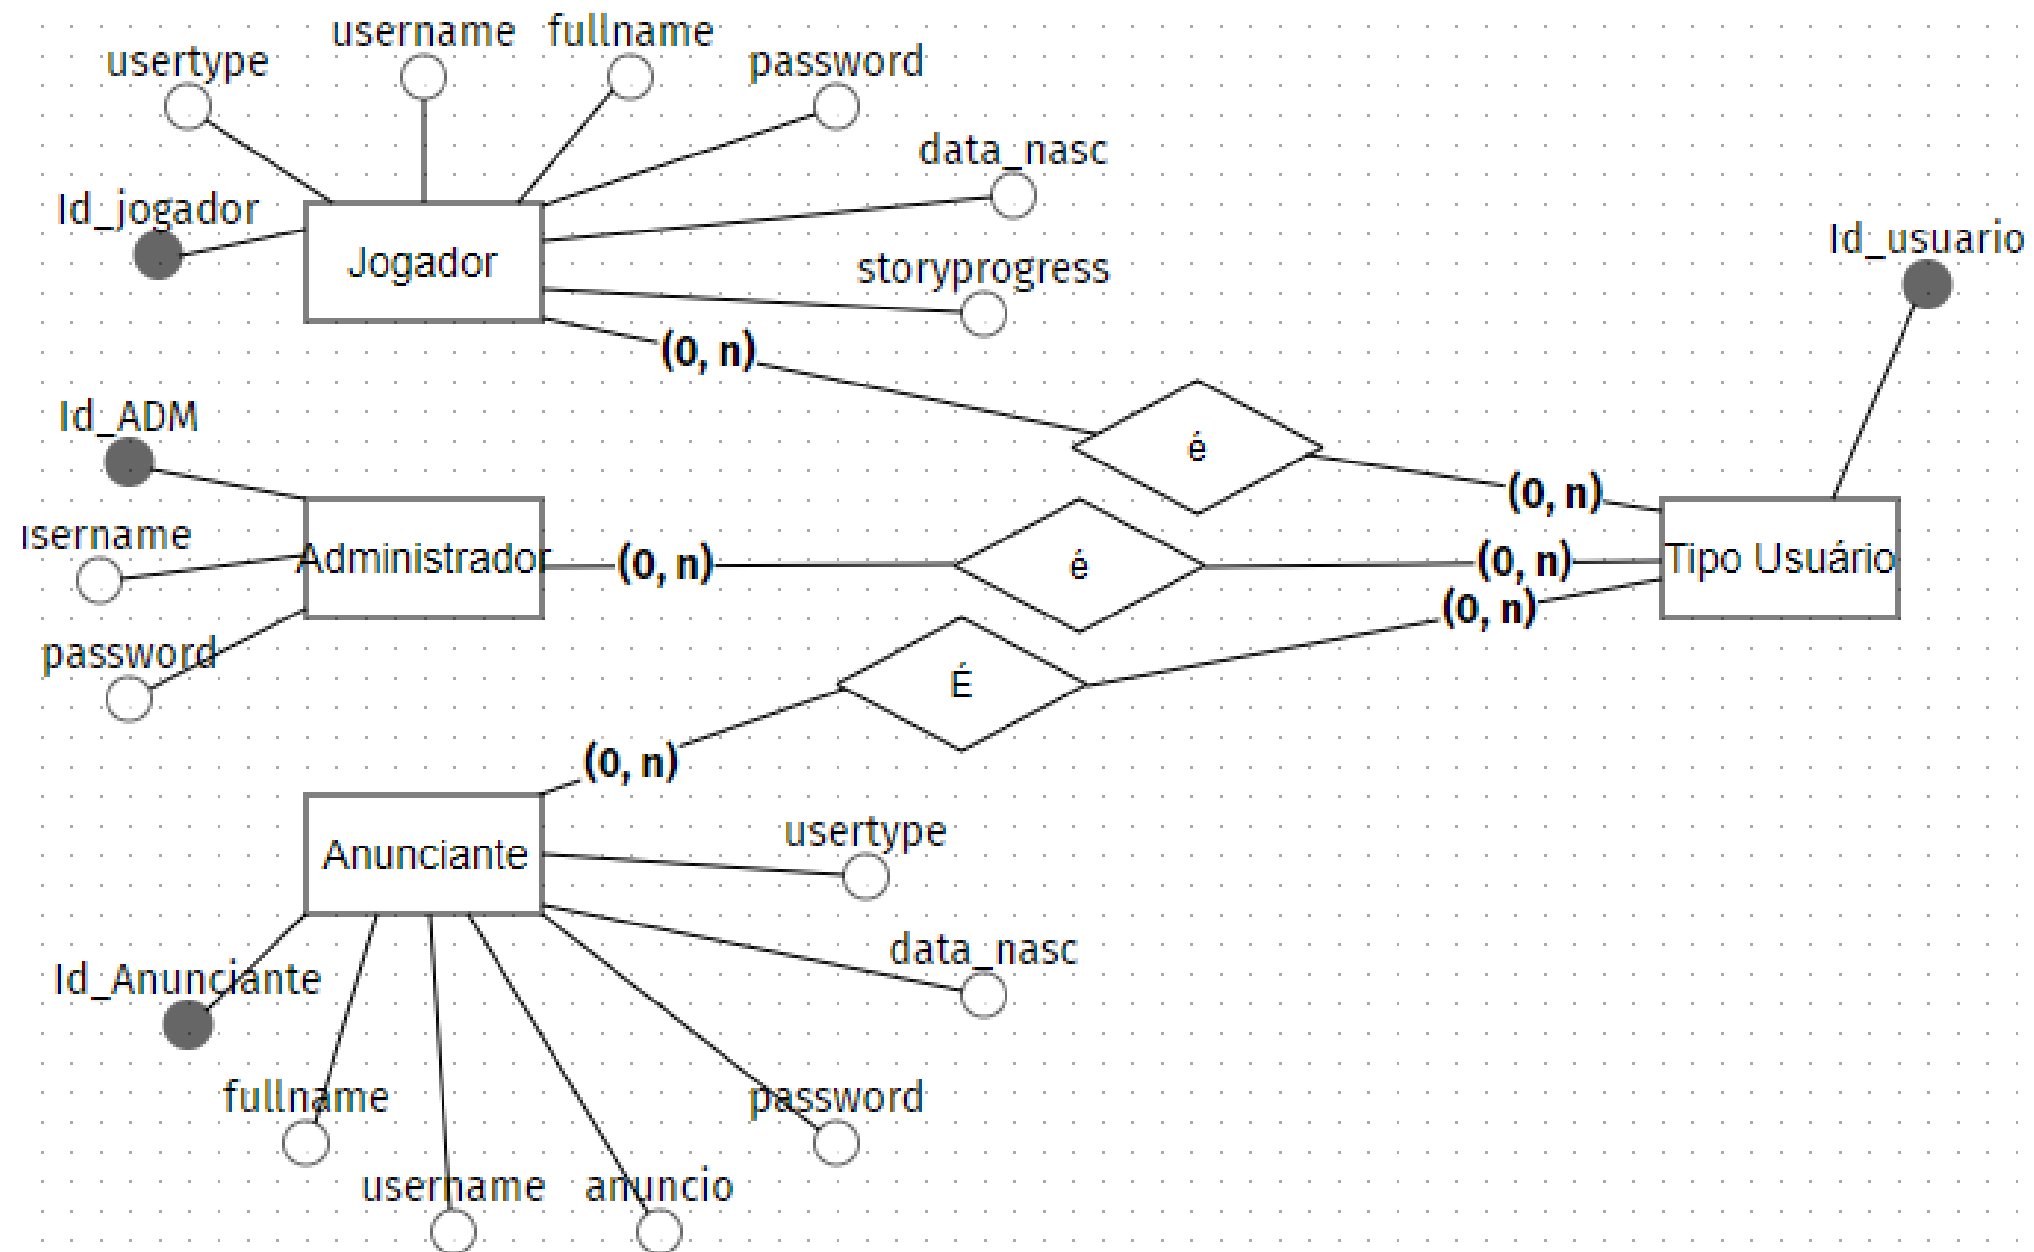 username
fullname
usertype
password
data_nasc
Id_jogador
Id_usuario
Jogador
storyprogress
(0, n)
Id_ADM
é
(0, n)
sername
Administrador
(0, n)
é
(0, n)
Tipo Usuário
(0, n)
password
É
(0, n)
usertype
Anunciante
data_nasc
Id_Anunciante
fullname
password
username
anuncio